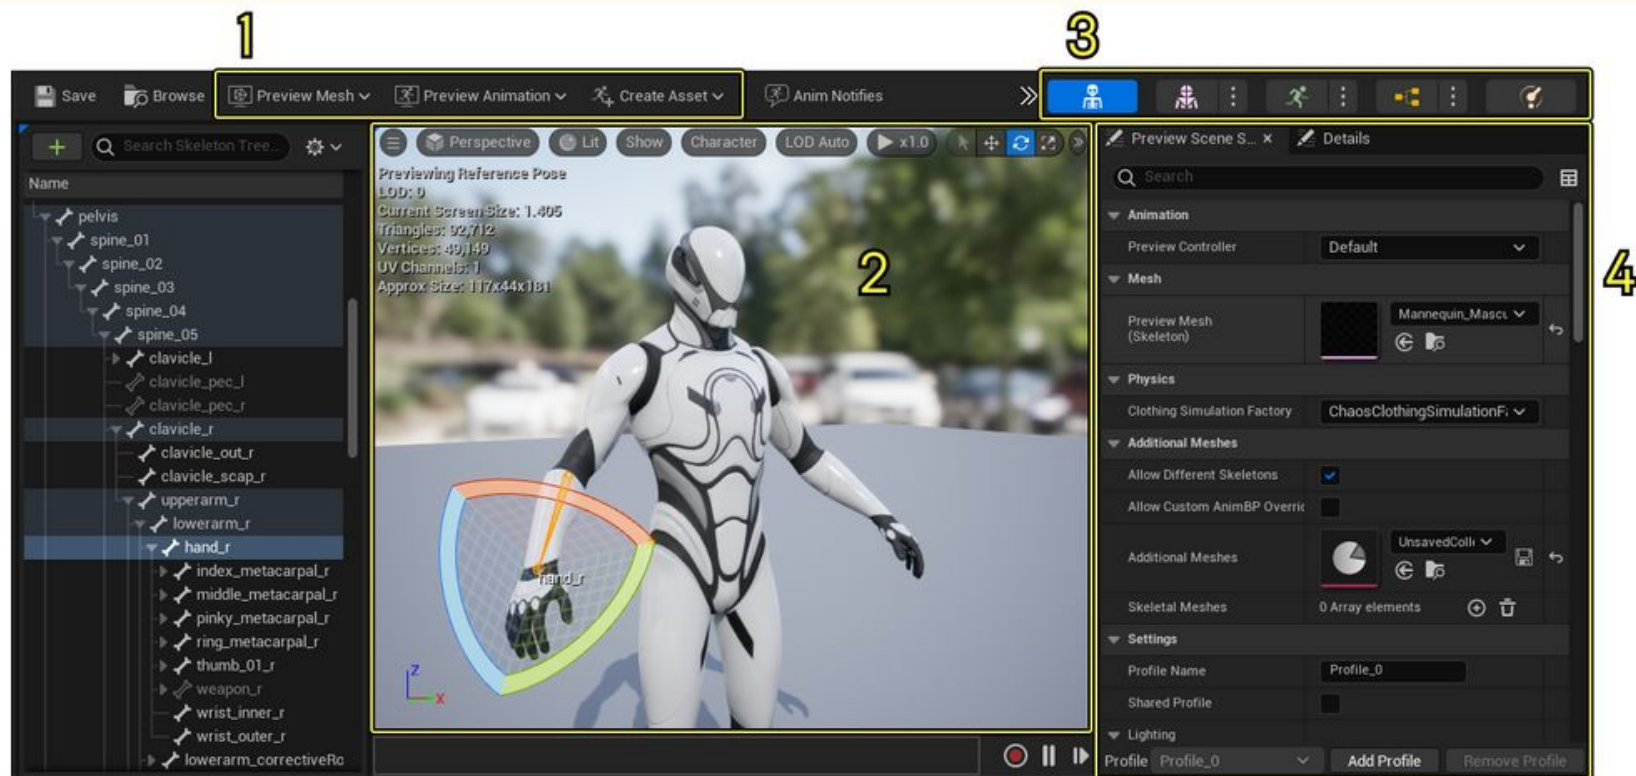 1
3
Save
Browse
Preview Mesh
Preview Animation
Create Asset
Anim Notifies
Search Skeleton Tree...
Name
pelvis
spine_01
spine_02
spine_03
spine_04
spine_05
clavicle_l
clavicle_pec_l
clavicle_pec_r
clavicle_r
clavicle_out_r
clavicle_scap_r
upperarm_r
lowerarm_r
hand_r
index_metacarpal_r
middle_metacarpal_r
pinky_metacarpal_r
ring_metacarpal_r
thumb_01_r
weapon_r
wrist_inner_r
wrist_outer_r
lowerarm_correctiveRo
Perspective
Lit
Show
Character
LOD Auto
x1.0
Previewing Reference Pose
LOD: 0
Current Screen Size: 1.405
Triangles: 92,712
Vertices: 49,149
UV Channels: 1
Approx Size: 117x44x181
2
hand_r
Z
X
Preview Scene S...
Details
Search
Animation
Preview Controller Default
Mesh
Preview Mesh
(Skeleton)
Mannequin_Mascu
Physics
Clothing Simulation Factory ChaosClothingSimulationFa
Additional Meshes
Allow Different Skeletons
Allow Custom AnimBP Overric
Additional Meshes
UnsavedColle
Skeletal Meshes 0 Array elements
Settings
Profile Name Profile_0
Shared Profile
Lighting
Profile Profile_0 Add Profile Remove Profile
4